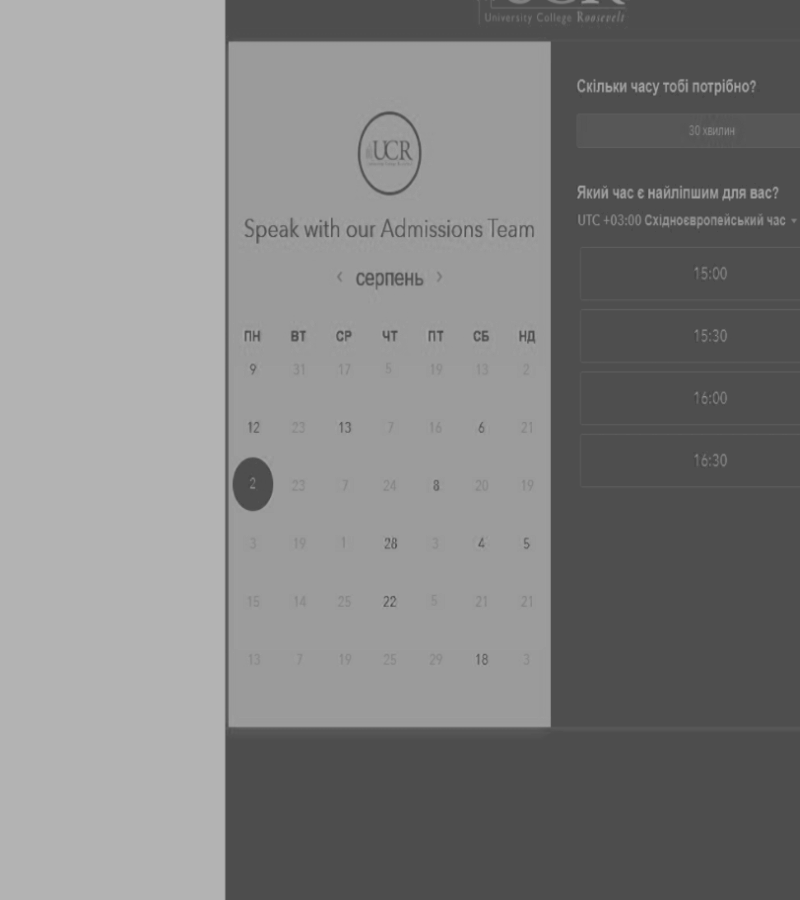 University College Roosevelt
UCR
Speak with our Admissions Team
‹ серпень ›
ПН ВТ СР ЧТ ПТ СБ НД
9 31 17 5 19 13 2
12 23 13 7 16 6 21
2 23 7 24 8 20 19
3 19 1 28 3 4 5
15 14 25 22 5 21 21
13 7 19 25 29 18 3
Скільки часу тобі потрібно?
30 хвилин
Який час є найліпшим для вас?
UTC +03:00 Східноєвропейський час
15:00
15:30
16:00
16:30